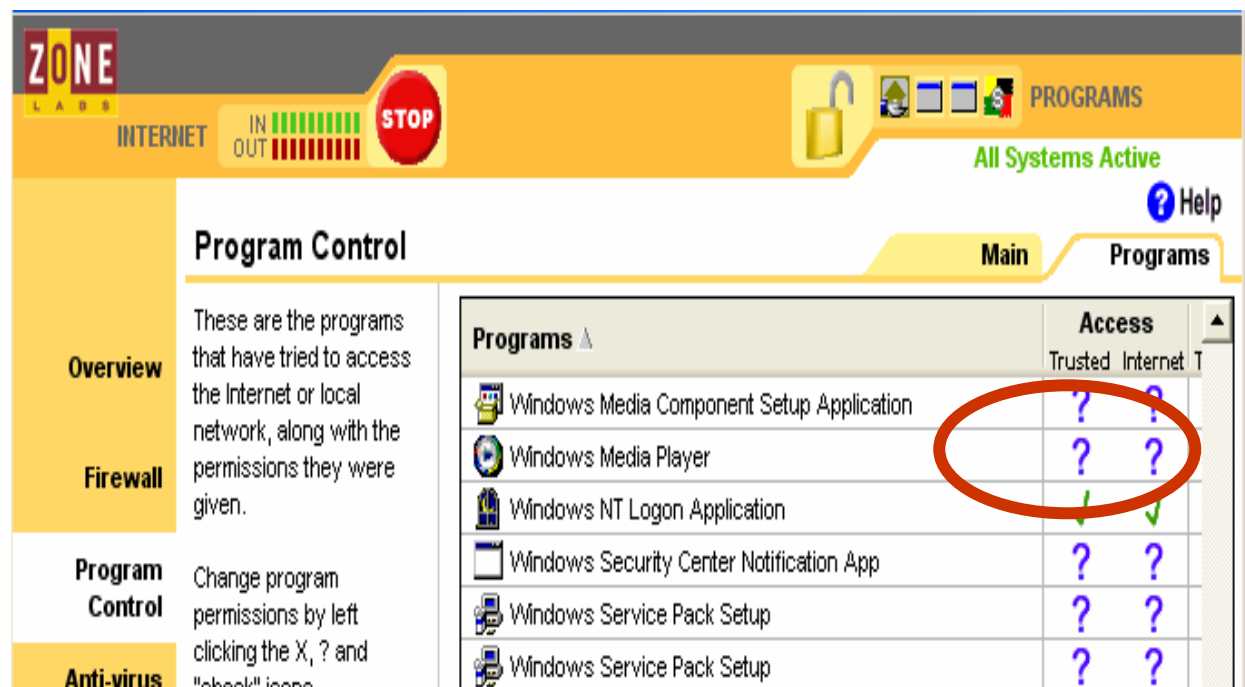 ZONE
LABS
INTERNET
IN
OUT
STOP
PROGRAMS
All Systems Active
? Help
Program Control
Main
Programs
Overview
Firewall
Program
Control
Anti-virus
These are the programs
that have tried to access
the Internet or local
network, along with the
permissions they were
given.
Change program
permissions by left
clicking the X, ? and
"check" icons
Programs
Access
Trusted Internet T
Windows Media Component Setup Application ? ?
Windows Media Player ? ?
Windows NT Logon Application
Windows Security Center Notification App ? ?
Windows Service Pack Setup ? ?
Windows Service Pack Setup ? ?